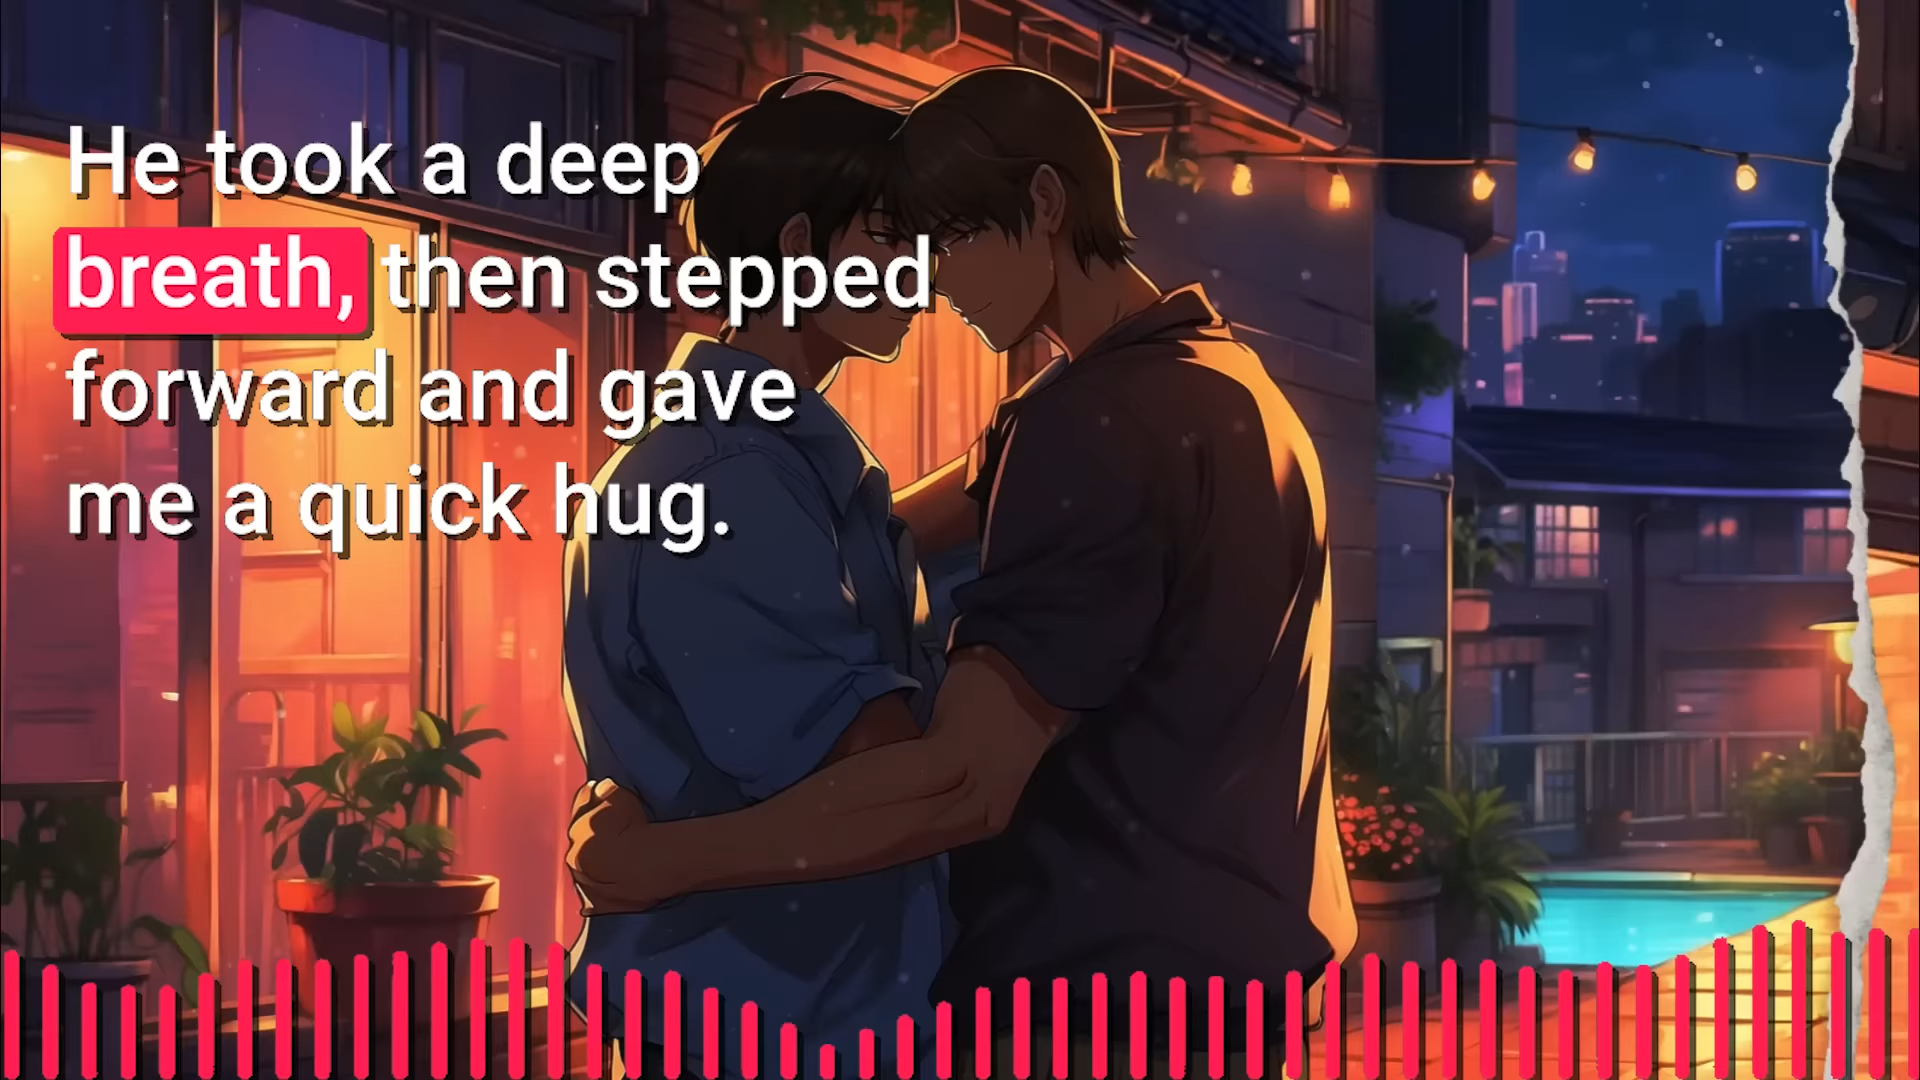 He took a deep
breath, then stepped
forward and gave
me a quick hug.